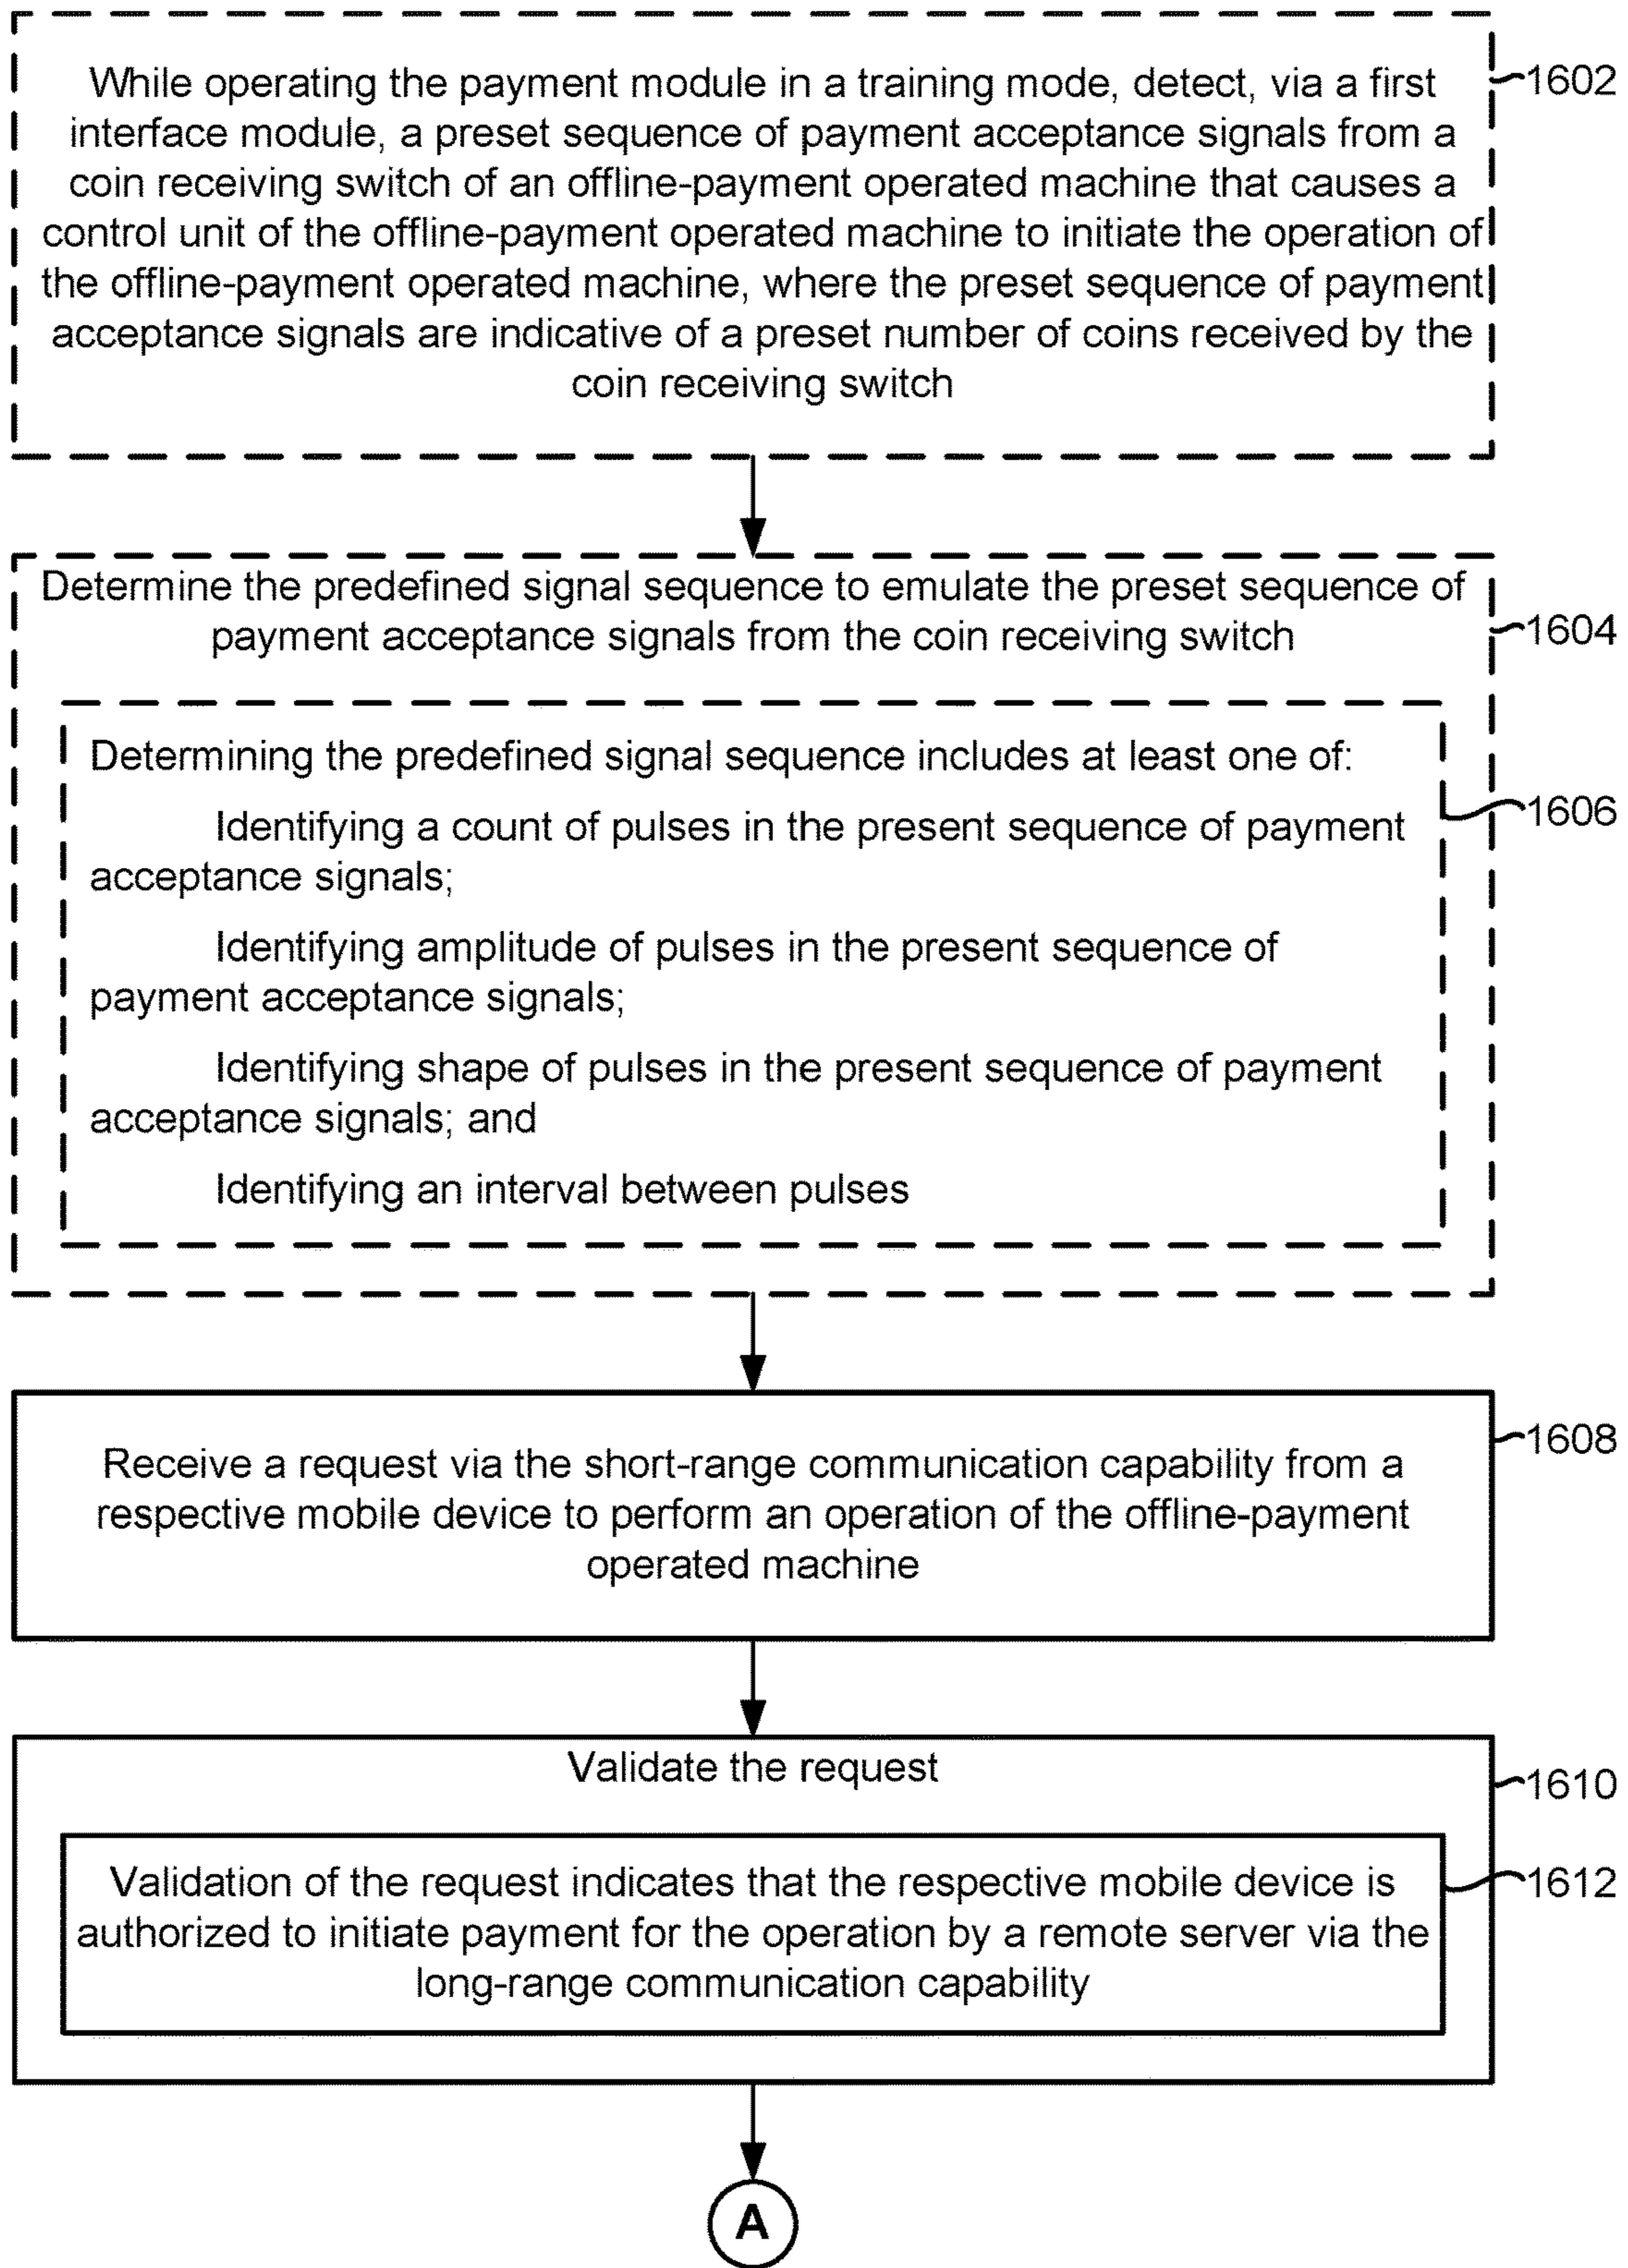 While operating the payment module in a training mode, detect, via a first
interface module, a preset sequence of payment acceptance signals from a
coin receiving switch of an offline-payment operated machine that causes a
control unit of the offline-payment operated machine to initiate the operation of
the offline-payment operated machine, where the preset sequence of payment
acceptance signals are indicative of a preset number of coins received by the
coin receiving switch
1602
Determine the predefined signal sequence to emulate the preset sequence of
payment acceptance signals from the coin receiving switch
1604
Determining the predefined signal sequence includes at least one of:
Identifying a count of pulses in the present sequence of payment
acceptance signals;
Identifying amplitude of pulses in the present sequence of
payment acceptance signals;
Identifying shape of pulses in the present sequence of payment
acceptance signals; and
Identifying an interval between pulses
1606
Receive a request via the short-range communication capability from a
respective mobile device to perform an operation of the offline-payment
operated machine
1608
Validate the request
1610
Validation of the request indicates that the respective mobile device is
authorized to initiate payment for the operation by a remote server via the
long-range communication capability
1612
A